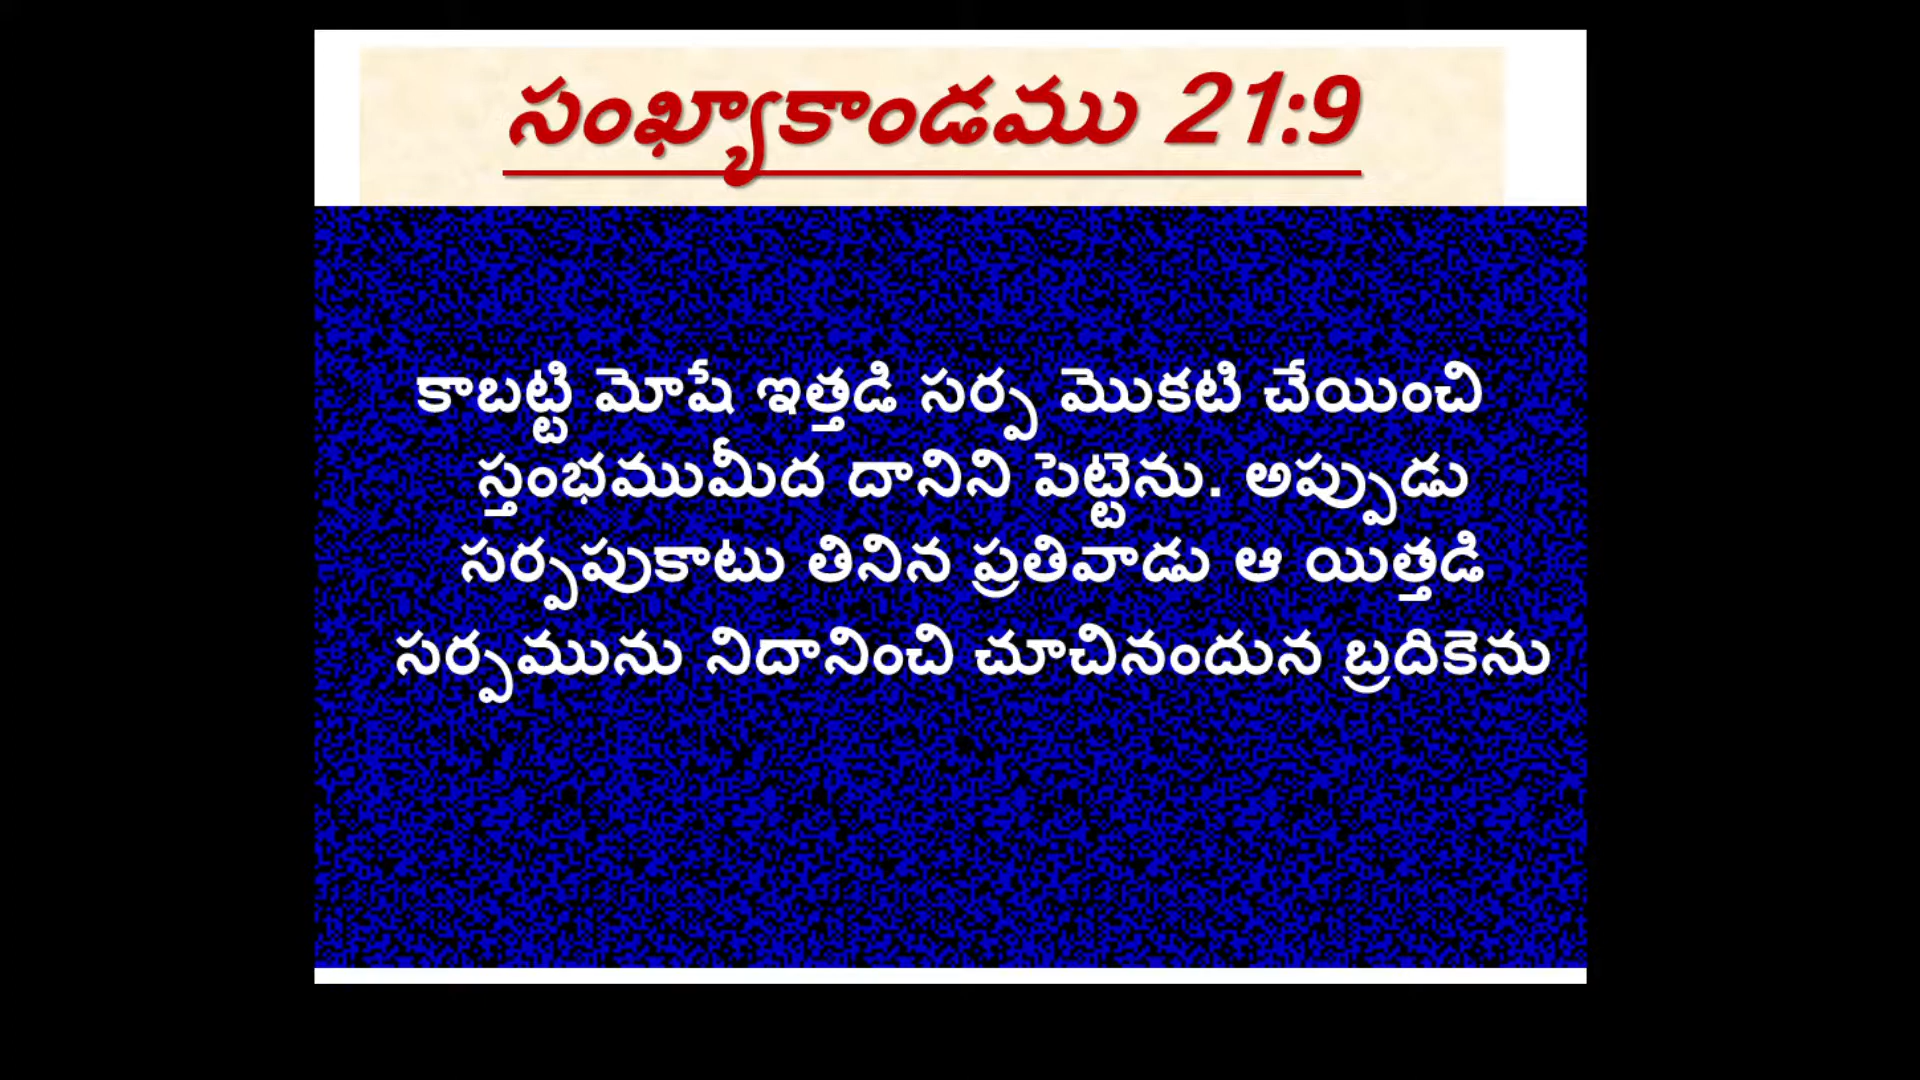 సంఖ్యాకాండము 21:9
కాబట్టి మోషే ఇత్తడి సర్ప మొకటి చేయించి
స్తంభముమీద దానిని పెట్టెను. అప్పుడు
సర్పపుకాటు తినిన ప్రతివాడు ఆ యిత్తడి
సర్పమును నిదానించి చూచినందున బ్రదికెను